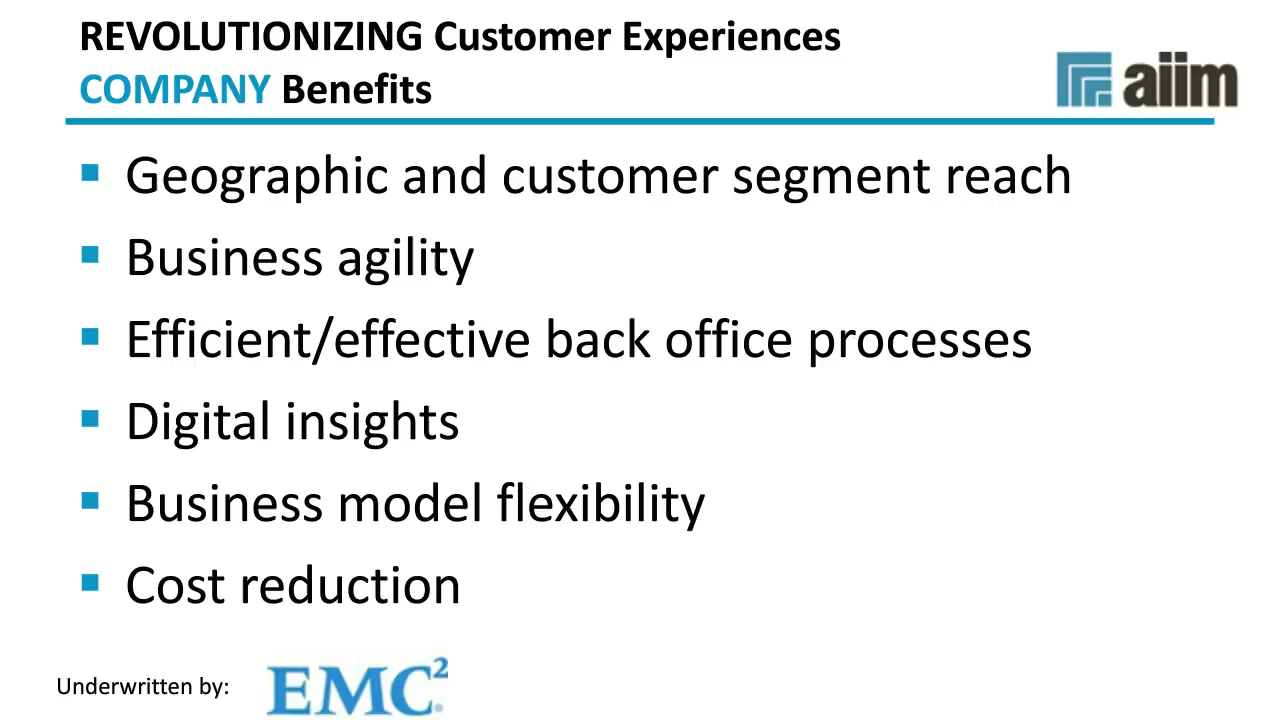 REVOLUTIONIZING Customer Experiences
COMPANY Benefits
aiim
Geographic and customer segment reach
Business agility
Efficient/effective back office processes
Digital insights
Business model flexibility
Cost reduction
Underwritten by: EMC²